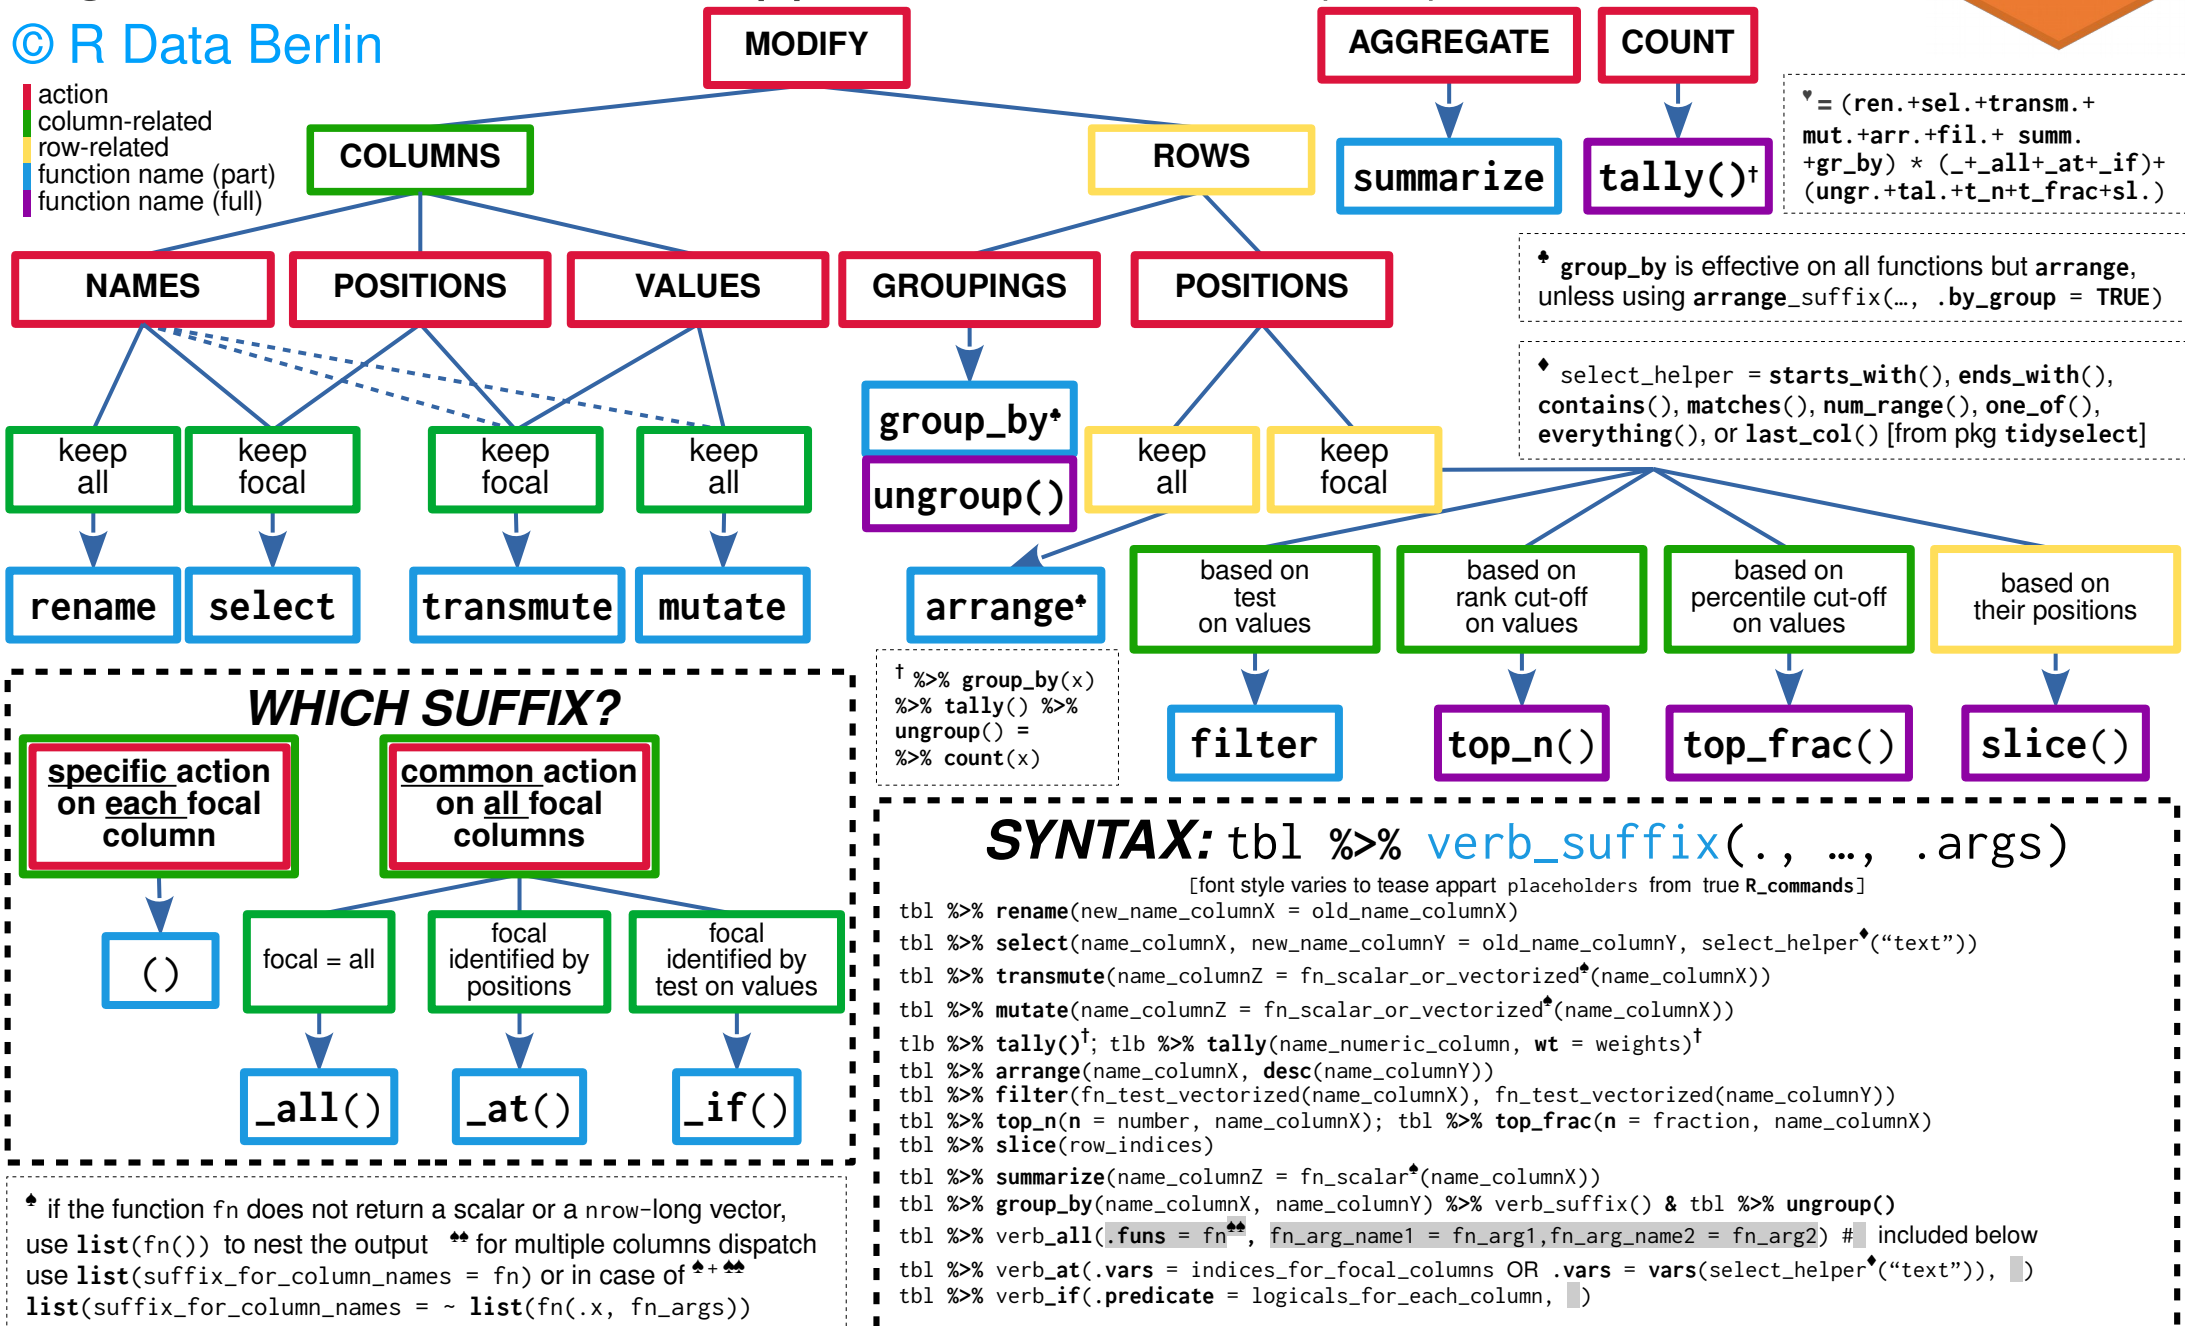 © R Data Berlin
action
column-related
row-related
function name (part)
function name (full)
MODIFY
AGGREGATE
COUNT
COLUMNS
ROWS
summarize
tally()†
♥ = (ren.+sel.+transm.+
mut.+arr.+fil.+ summ.
+gr_by) * (_+_all+_at+_if)+
(ungr.+tal.+t_n+t_frac+sl.)
NAMES
POSITIONS
VALUES
GROUPINGS
POSITIONS
♣ group_by is effective on all functions but arrange,
unless using arrange_suffix(…, .by_group = TRUE)
♦ select_helper = starts_with(), ends_with(),
contains(), matches(), num_range(), one_of(),
everything(), or last_col() [from pkg tidyselect]
keep
all
keep
focal
keep
focal
keep
all
group_by♣
ungroup()
keep
all
keep
focal
rename
select
transmute
mutate
arrange♣
based on
test
on values
based on
rank cut-off
on values
based on
percentile cut-off
on values
based on
their positions
filter
top_n()
top_frac()
slice()
† %>% group_by(x)
%>% tally() %>%
ungroup() =
%>% count(x)
WHICH SUFFIX?
specific action
on each focal
column
common action
on all focal
columns
()
focal = all
focal
identified by
positions
focal
identified by
test on values
_all()
_at()
_if()
♠ if the function fn does not return a scalar or a nrow-long vector,
use list(fn()) to nest the output ♠♠ for multiple columns dispatch
use list(suffix_for_column_names = fn) or in case of ♠+♠♠
list(suffix_for_column_names = ~ list(fn(.x, fn_args))
SYNTAX: tbl %>% verb_suffix(., …, .args)
[font style varies to tease appart placeholders from true R_commands]
tbl %>% rename(new_name_columnX = old_name_columnX)
tbl %>% select(name_columnX, new_name_columnY = old_name_columnY, select_helper♦(“text”))
tbl %>% transmute(name_columnZ = fn_scalar_or_vectorized♠(name_columnX))
tbl %>% mutate(name_columnZ = fn_scalar_or_vectorized♠(name_columnX))
tlb %>% tally()†; tlb %>% tally(name_numeric_column, wt = weights)†
tbl %>% arrange(name_columnX, desc(name_columnY))
tbl %>% filter(fn_test_vectorized(name_columnX), fn_test_vectorized(name_columnY))
tbl %>% top_n(n = number, name_columnX); tbl %>% top_frac(n = fraction, name_columnX)
tbl %>% slice(row_indices)
tbl %>% summarize(name_columnZ = fn_scalar♠(name_columnX))
tbl %>% group_by(name_columnX, name_columnY) %>% verb_suffix() & tbl %>% ungroup()
tbl %>% verb_all(.funs = fn♠♠, fn_arg_name1 = fn_arg1,fn_arg_name2 = fn_arg2) # included below
tbl %>% verb_at(.vars = indices_for_focal_columns OR .vars = vars(select_helper♦(“text”)), )
tbl %>% verb_if(.predicate = logicals_for_each_column, )